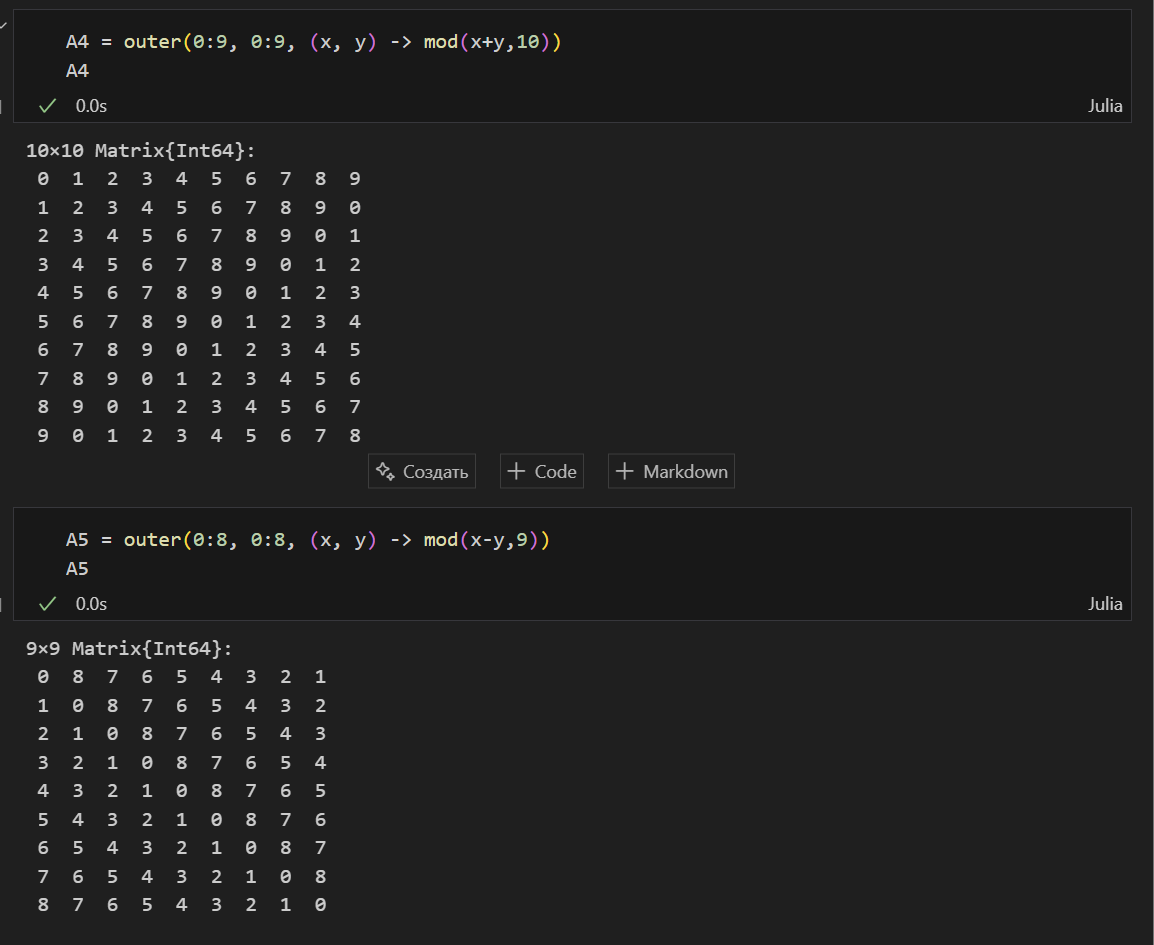 A4 = outer(0:9, 0:9, (x, y) -> mod(x+y,10))
A4
0.0s
Julia
10×10 Matrix{Int64}:
0 1 2 3 4 5 6 7 8 9
1 2 3 4 5 6 7 8 9 0
2 3 4 5 6 7 8 9 0 1
3 4 5 6 7 8 9 0 1 2
4 5 6 7 8 9 0 1 2 3
5 6 7 8 9 0 1 2 3 4
6 7 8 9 0 1 2 3 4 5
7 8 9 0 1 2 3 4 5 6
8 9 0 1 2 3 4 5 6 7
9 0 1 2 3 4 5 6 7 8
Создать + Code + Markdown
A5 = outer(0:8, 0:8, (x, y) -> mod(x-y,9))
A5
0.0s
Julia
9×9 Matrix{Int64}:
0 8 7 6 5 4 3 2 1
1 0 8 7 6 5 4 3 2
2 1 0 8 7 6 5 4 3
3 2 1 0 8 7 6 5 4
4 3 2 1 0 8 7 6 5
5 4 3 2 1 0 8 7 6
6 5 4 3 2 1 0 8 7
7 6 5 4 3 2 1 0 8
8 7 6 5 4 3 2 1 0